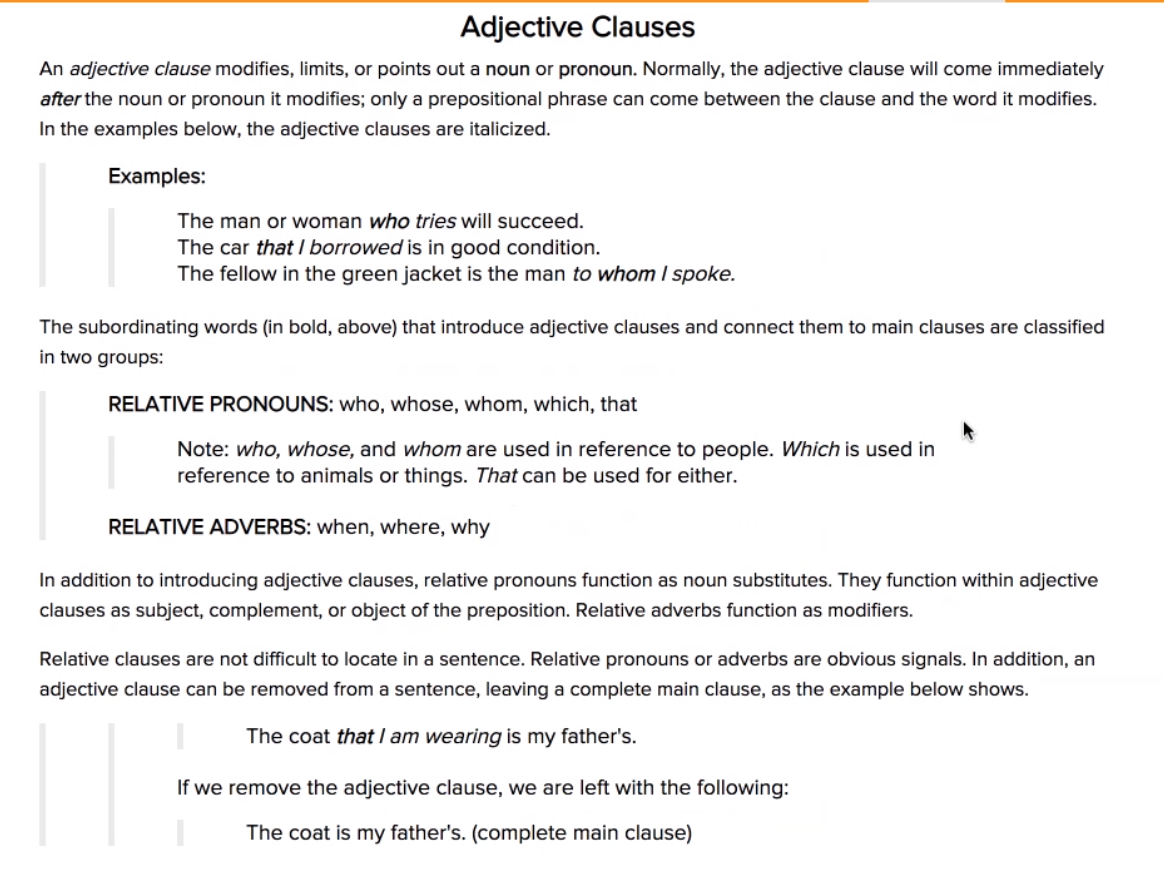 Adjective Clauses
An adjective clause modifies, limits, or points out a noun or pronoun. Normally, the adjective clause will come immediately
after the noun or pronoun it modifies; only a prepositional phrase can come between the clause and the word it modifies.
In the examples below, the adjective clauses are italicized.
Examples:
The man or woman who tries will succeed.
The car that I borrowed is in good condition.
The fellow in the green jacket is the man to whom I spoke.
The subordinating words (in bold, above) that introduce adjective clauses and connect them to main clauses are classified
in two groups:
RELATIVE PRONOUNS: who, whose, whom, which, that
Note: who, whose, and whom are used in reference to people. Which is used in
reference to animals or things. That can be used for either.
RELATIVE ADVERBS: when, where, why
In addition to introducing adjective clauses, relative pronouns function as noun substitutes. They function within adjective
clauses as subject, complement, or object of the preposition. Relative adverbs function as modifiers.
Relative clauses are not difficult to locate in a sentence. Relative pronouns or adverbs are obvious signals. In addition, an
adjective clause can be removed from a sentence, leaving a complete main clause, as the example below shows.
The coat that I am wearing is my father's.
If we remove the adjective clause, we are left with the following:
The coat is my father's. (complete main clause)